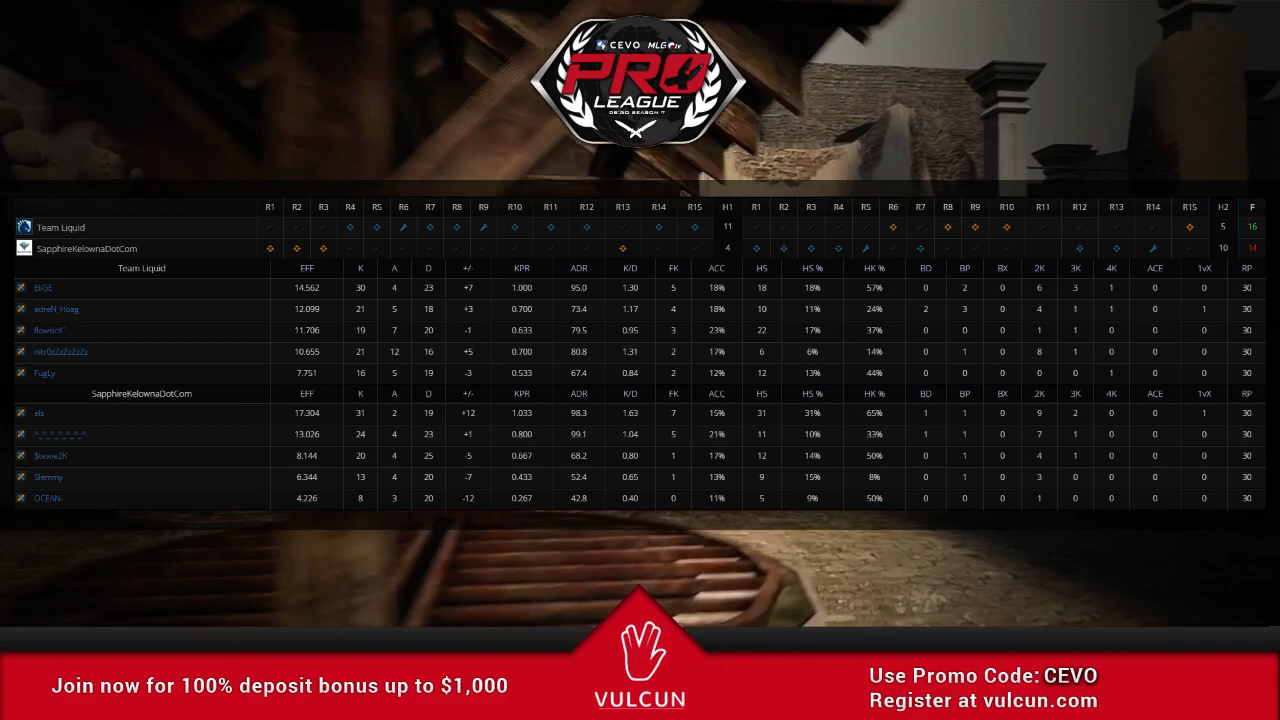 CEVO MLG.tv
PRO
LEAGUE
CS:GO SEASON 7
R1 R2 R3 R4 R5 R6 R7 R8 R9 R10 R11 R12 R13 R14 R15 H1 R1 R2 R3 R4 R5 R6 R7 R8 R9 R10 R11 R12 R13 R14 R15 H2 F
Team Liquid 11 5 16
SapphireKelownaDotCom 4 10 14
Team Liquid EFF K A D +/- KPR ADR K/D FK ACC HS HS % HK % BD BP BX 2K 3K 4K ACE 1vX RP
EliGE 14.562 30 4 23 +7 1.000 95.0 1.30 5 18% 18 18% 57% 0 2 0 6 3 1 0 0 30
adreN_Hoag 12.099 21 5 18 +3 0.700 73.4 1.17 4 18% 10 11% 24% 2 3 0 4 1 1 0 1 30
flowsicK` 11.706 19 7 20 -1 0.633 79.5 0.95 3 23% 22 17% 37% 0 0 0 1 1 0 0 0 30
nitr0zZzZzZzZz 10.655 21 12 16 +5 0.700 80.8 1.31 2 17% 6 6% 14% 0 1 0 8 1 0 0 0 30
FugLy 7.751 16 5 19 -3 0.533 67.4 0.84 2 12% 12 13% 44% 0 0 0 0 0 1 0 0 30
SapphireKelownaDotCom EFF K A D +/- KPR ADR K/D FK ACC HS HS % HK % BD BP BX 2K 3K 4K ACE 1vX RP
els 17.304 31 2 19 +12 1.033 98.3 1.63 7 15% 31 31% 65% 1 1 0 9 2 0 0 1 30
^_^_^_^_^_^_^ 13.026 24 4 23 +1 0.800 99.1 1.04 5 21% 11 10% 33% 1 1 0 7 1 0 0 0 30
$tewie2K 8.144 20 4 25 -5 0.667 68.2 0.80 1 17% 12 14% 50% 0 1 0 4 1 0 0 0 30
Slemmy 6.344 13 4 20 -7 0.433 52.4 0.65 1 13% 9 15% 8% 0 1 0 3 0 0 0 0 30
OCEAN- 4.226 8 3 20 -12 0.267 42.8 0.40 0 11% 5 9% 50% 0 0 0 1 0 0 0 0 30
Join now for 100% deposit bonus up to $1,000
VULCUN
Use Promo Code: CEVO
Register at vulcun.com